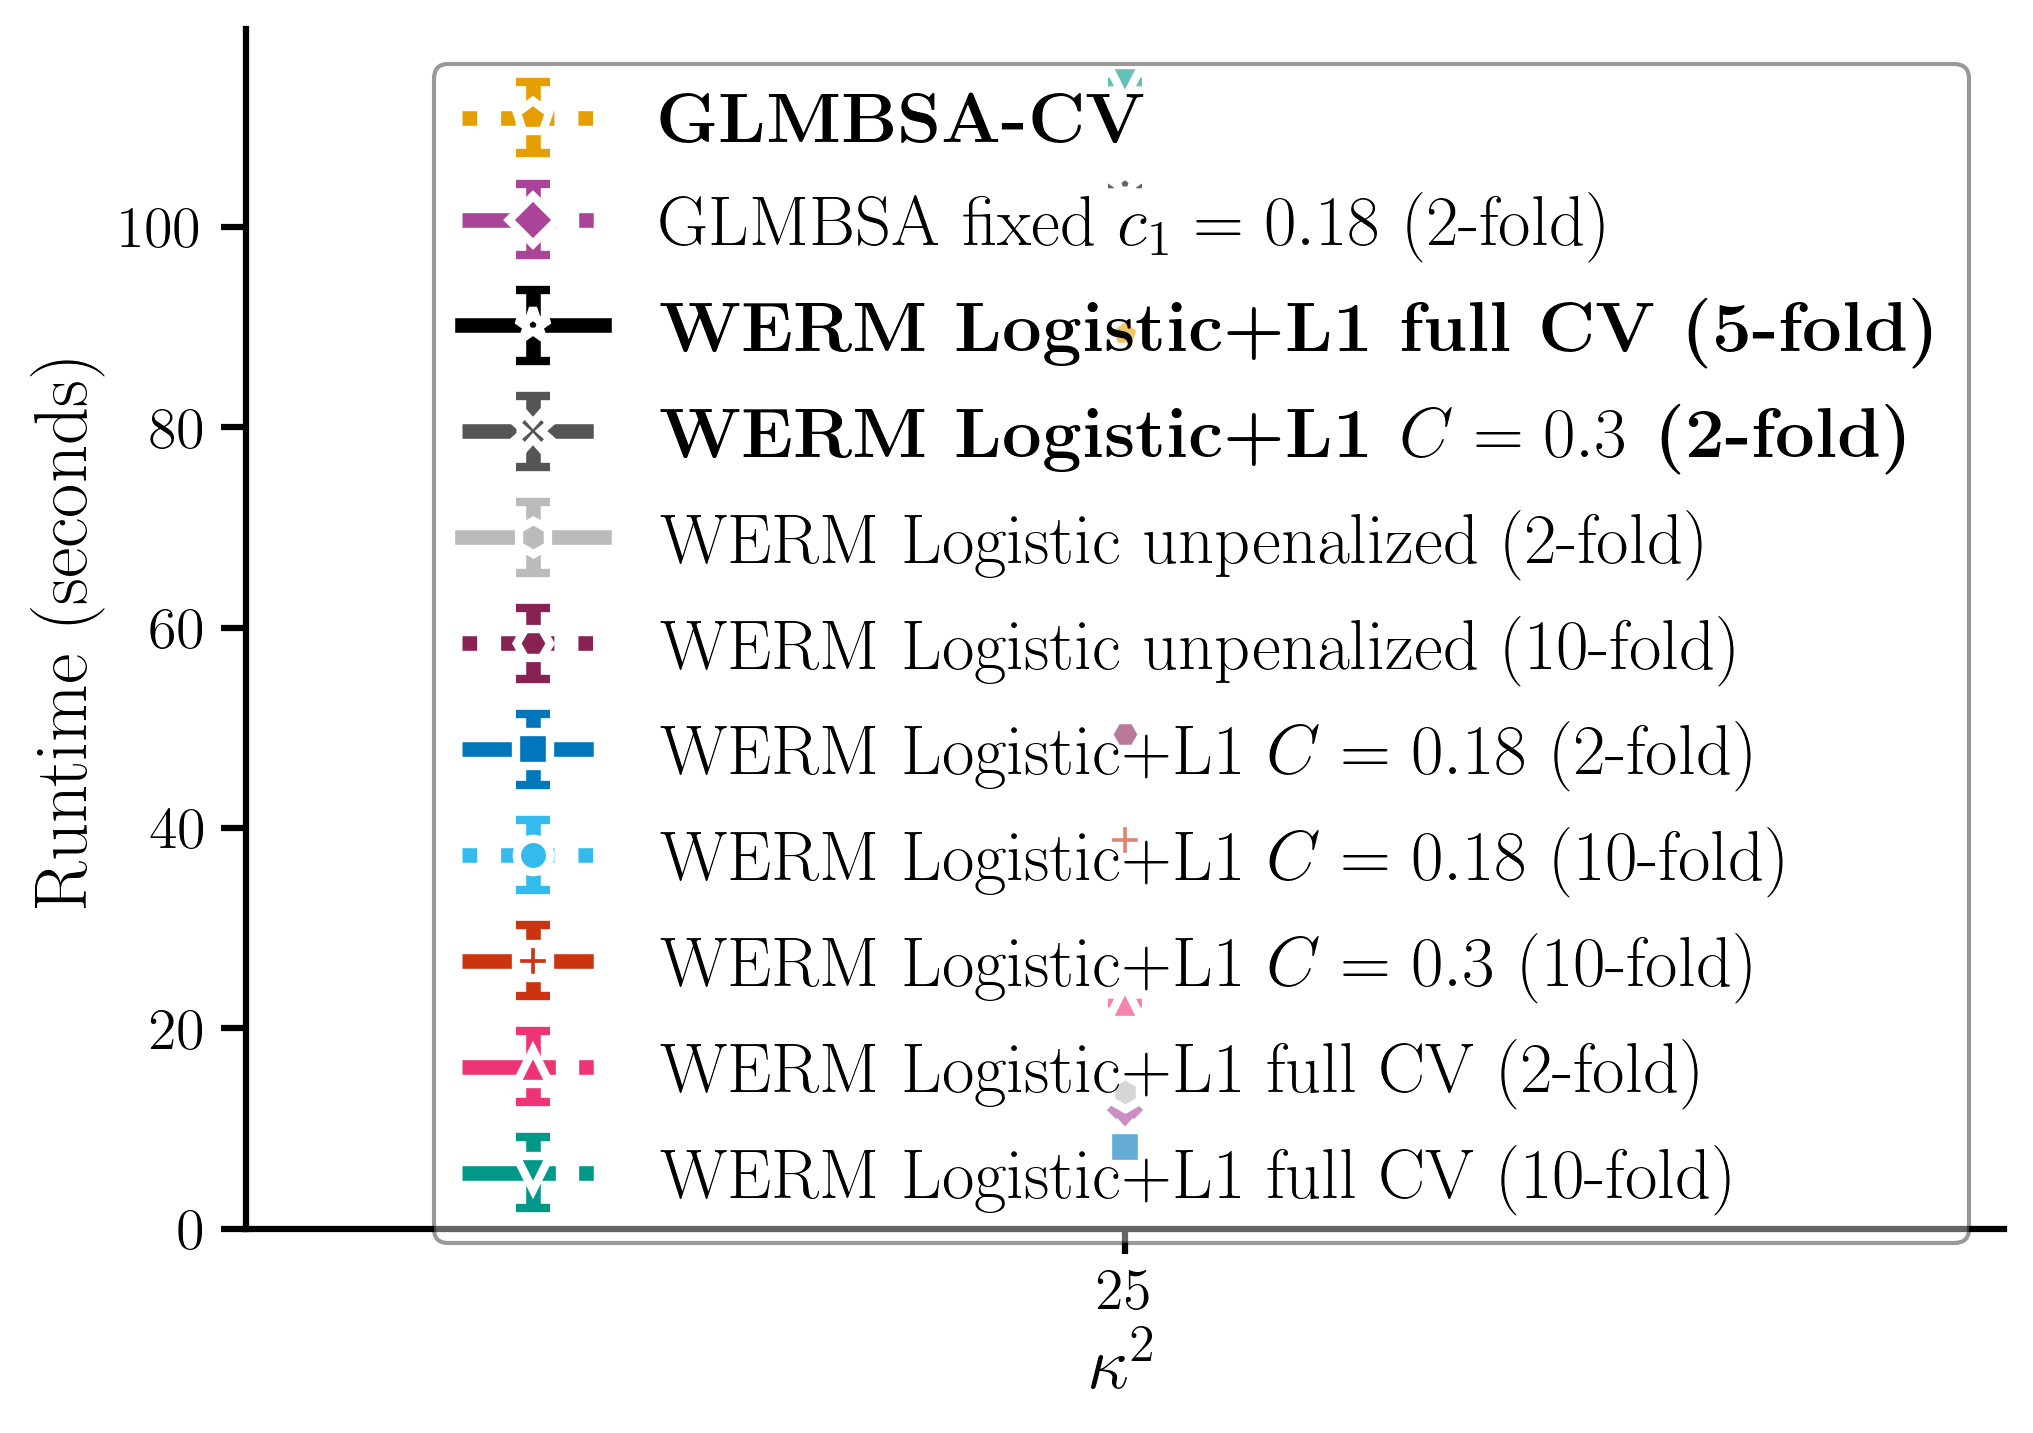 GLMBSA-CV
GLMBSA fixed c₁ = 0.18 (2-fold)
WERM Logistic+L1 full CV (5-fold)
WERM Logistic+L1 C = 0.3 (2-fold)
WERM Logistic unpenalized (2-fold)
WERM Logistic unpenalized (10-fold)
WERM Logistic+L1 C = 0.18 (2-fold)
WERM Logistic+L1 C = 0.18 (10-fold)
WERM Logistic+L1 C = 0.3 (10-fold)
WERM Logistic+L1 full CV (2-fold)
WERM Logistic+L1 full CV (10-fold)
Runtime (seconds)
100
80
60
40
20
0
25
κ²